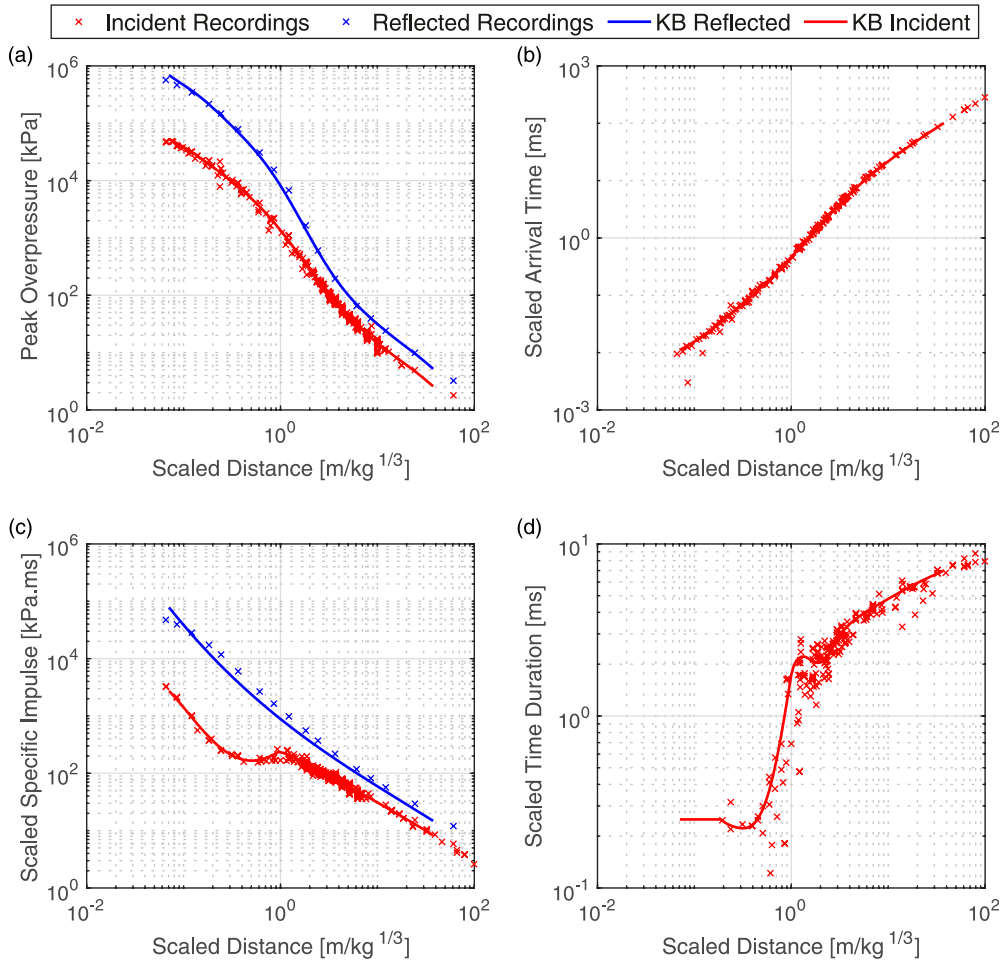 Incident Recordings Reflected Recordings KB Reflected KB Incident
(a)
Peak Overpressure [kPa]
10^6
10^4
10^2
10^0
10^-2 10^0 10^2
Scaled Distance [m/kg^1/3]
(b)
Scaled Arrival Time [ms]
10^3
10^0
10^-3
10^-2 10^0 10^2
Scaled Distance [m/kg^1/3]
(c)
Scaled Specific Impulse [kPa.ms]
10^6
10^4
10^2
10^0
10^-2 10^0 10^2
Scaled Distance [m/kg^1/3]
(d)
Scaled Time Duration [ms]
10^1
10^0
10^-1
10^-2 10^0 10^2
Scaled Distance [m/kg^1/3]